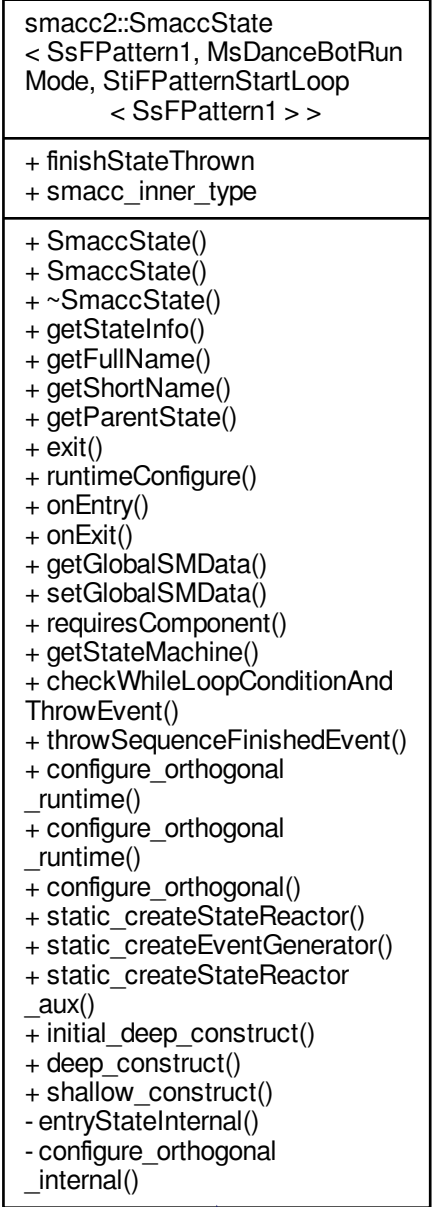 smacc2::SmaccState
< SsFPattern1, MsDanceBotRun
Mode, StiFPatternStartLoop
< SsFPattern1 > >
+ finishStateThrown
+ smacc_inner_type
+ SmaccState()
+ SmaccState()
+ ~SmaccState()
+ getStateInfo()
+ getFullName()
+ getShortName()
+ getParentState()
+ exit()
+ runtimeConfigure()
+ onEntry()
+ onExit()
+ getGlobalSMData()
+ setGlobalSMData()
+ requiresComponent()
+ getStateMachine()
+ checkWhileLoopConditionAnd
ThrowEvent()
+ throwSequenceFinishedEvent()
+ configure_orthogonal
_runtime()
+ configure_orthogonal
_runtime()
+ configure_orthogonal()
+ static_createStateReactor()
+ static_createEventGenerator()
+ static_createStateReactor
_aux()
+ initial_deep_construct()
+ deep_construct()
+ shallow_construct()
- entryStateInternal()
- configure_orthogonal
_internal()